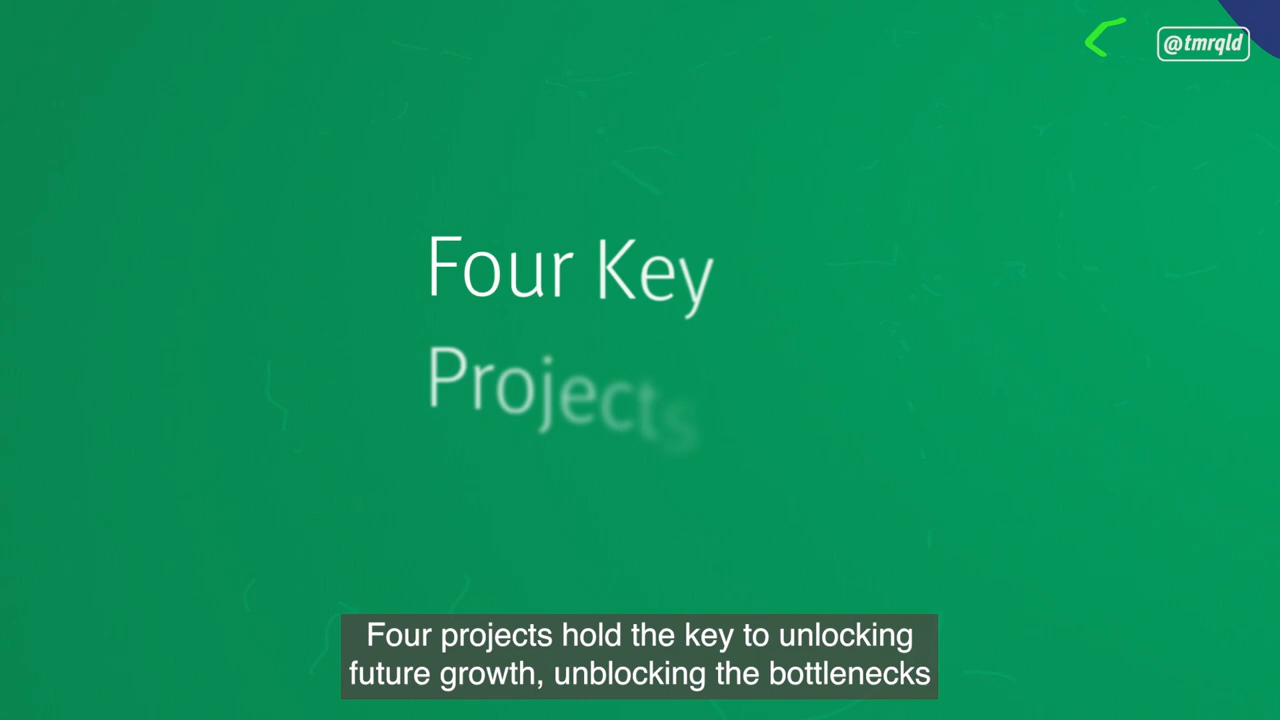 @tmrqld
Four Key
Projects
Four projects hold the key to unlocking
future growth, unblocking the bottlenecks